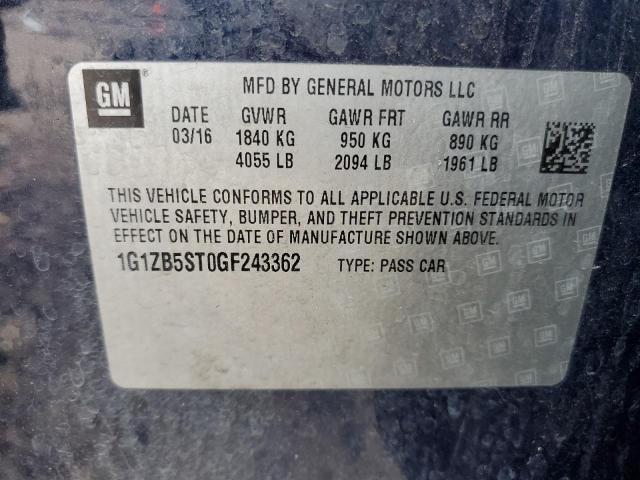 GM
MFD BY GENERAL MOTORS LLC
DATE GVWR GAWR FRT GAWR RR
03/16 1840 KG 950 KG 890 KG
4055 LB 2094 LB 1961 LB
THIS VEHICLE CONFORMS TO ALL APPLICABLE U.S. FEDERAL MOTOR
VEHICLE SAFETY, BUMPER, AND THEFT PREVENTION STANDARDS IN
EFFECT ON THE DATE OF MANUFACTURE SHOWN ABOVE.
1G1ZB5ST0GF243362 TYPE: PASS CAR